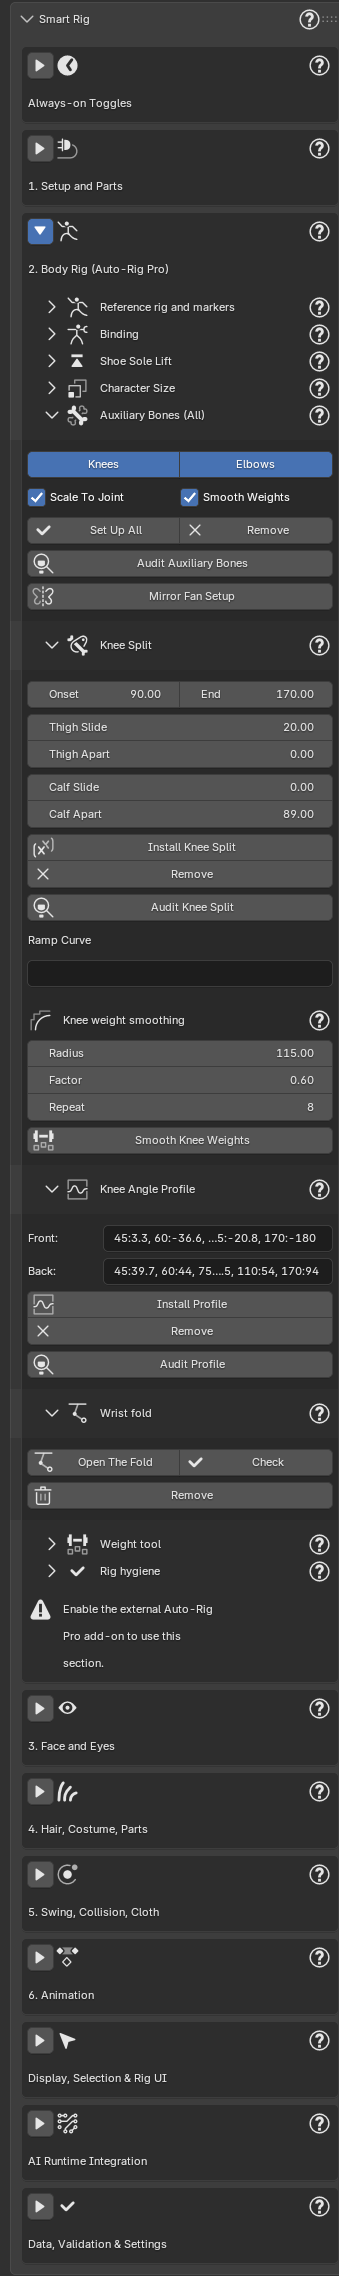 Smart Rig
Always-on Toggles
1. Setup and Parts
2. Body Rig (Auto-Rig Pro)
Reference rig and markers
Binding
Shoe Sole Lift
Character Size
Auxiliary Bones (All)
Knees Elbows
Scale To Joint Smooth Weights
Set Up All Remove
Audit Auxiliary Bones
Mirror Fan Setup
Knee Split
Onset 90.00 End 170.00
Thigh Slide 20.00
Thigh Apart 0.00
Calf Slide 0.00
Calf Apart 89.00
Install Knee Split
Remove
Audit Knee Split
Ramp Curve
Knee weight smoothing
Radius 115.00
Factor 0.60
Repeat 8
Smooth Knee Weights
Knee Angle Profile
Front: 45:3.3, 60:-36.6, ...5:-20.8, 170:-180
Back: 45:39.7, 60:44, 75....5, 110:54, 170:94
Install Profile
Remove
Audit Profile
Wrist fold
Open The Fold Check
Remove
Weight tool
Rig hygiene
Enable the external Auto-Rig
Pro add-on to use this
section.
3. Face and Eyes
4. Hair, Costume, Parts
5. Swing, Collision, Cloth
6. Animation
Display, Selection & Rig UI
AI Runtime Integration
Data, Validation & Settings